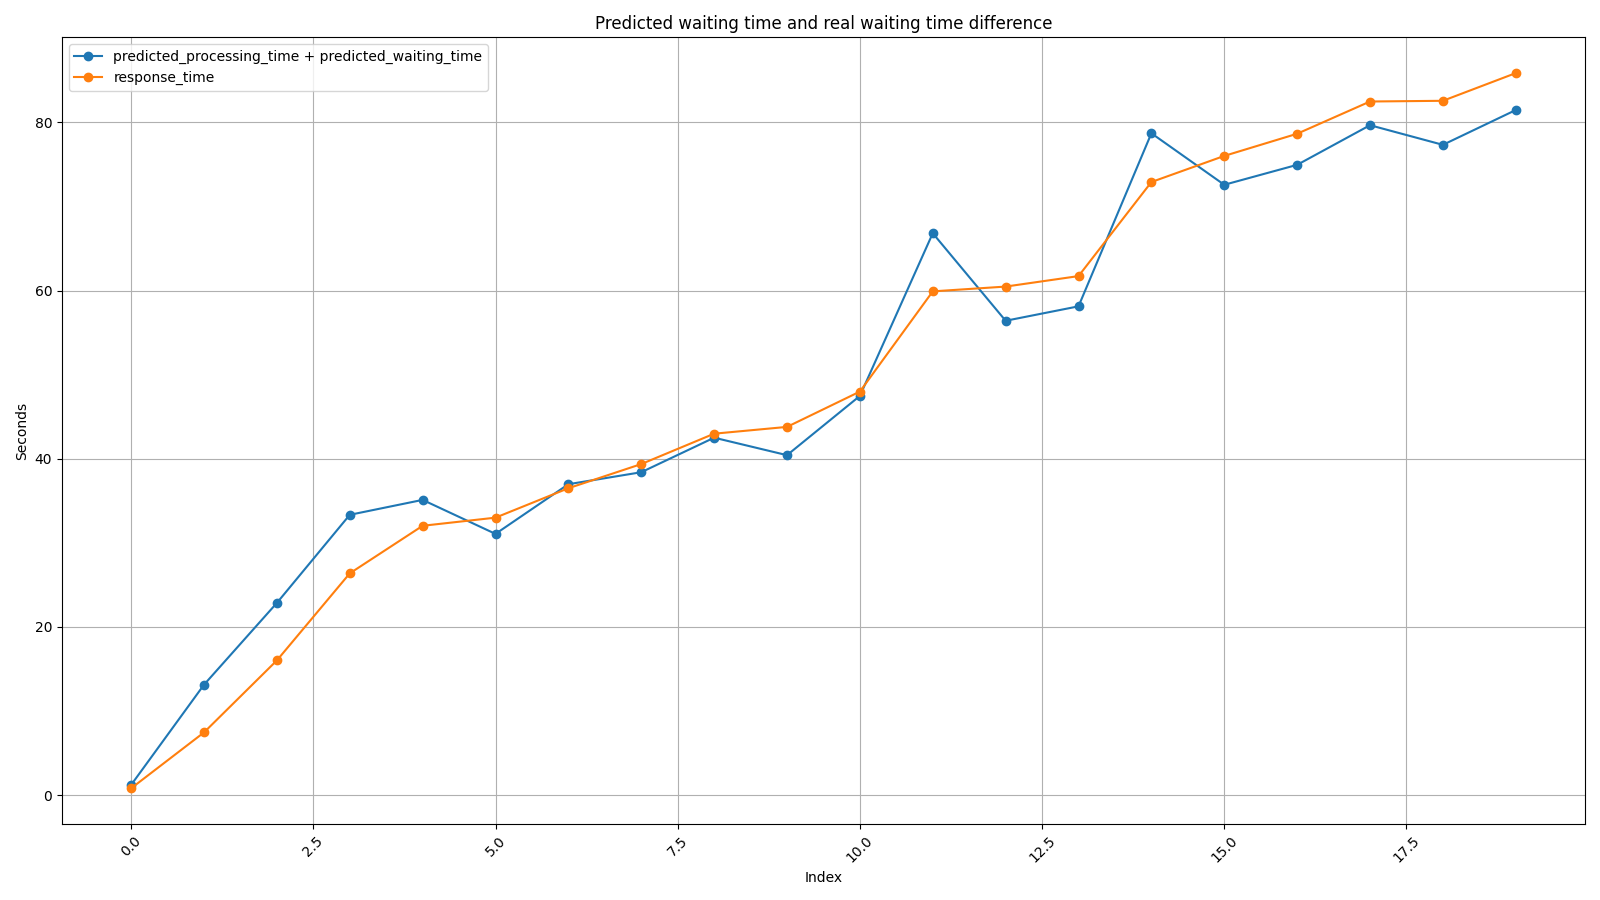 Predicted waiting time and real waiting time difference
predicted_processing_time + predicted_waiting_time
response_time
80
60
40
20
0
Seconds
0.0
2.5
5.0
7.5
10.0
12.5
15.0
17.5
Index